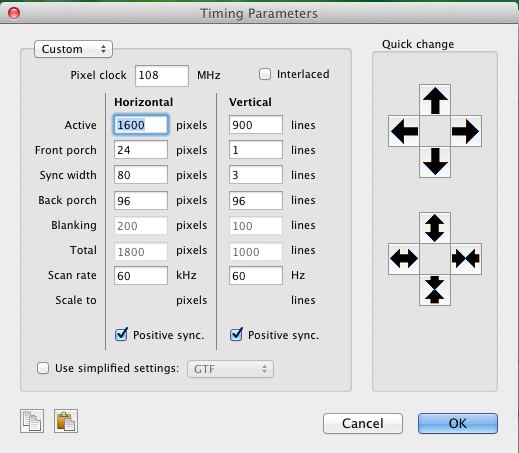 Timing Parameters
Custom
Quick change
Pixel clock 108 MHz Interlaced
Horizontal Vertical
Active 1600 pixels 900 lines
Front porch 24 pixels 1 lines
Sync width 80 pixels 3 lines
Back porch 96 pixels 96 lines
Blanking 200 pixels 100 lines
Total 1800 pixels 1000 lines
Scan rate 60 kHz 60 Hz
Scale to pixels lines
Positive sync. Positive sync.
Use simplified settings: GTF
Cancel OK